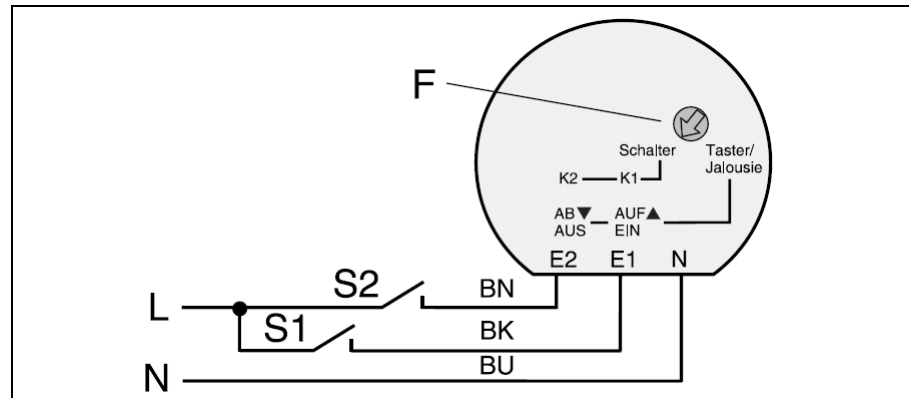 F
Schalter Taster/
Jalousie
K2 K1
AB▼ AUF▲
AUS EIN
E2 E1 N
S2 BN
L
S1 BK
BU
N